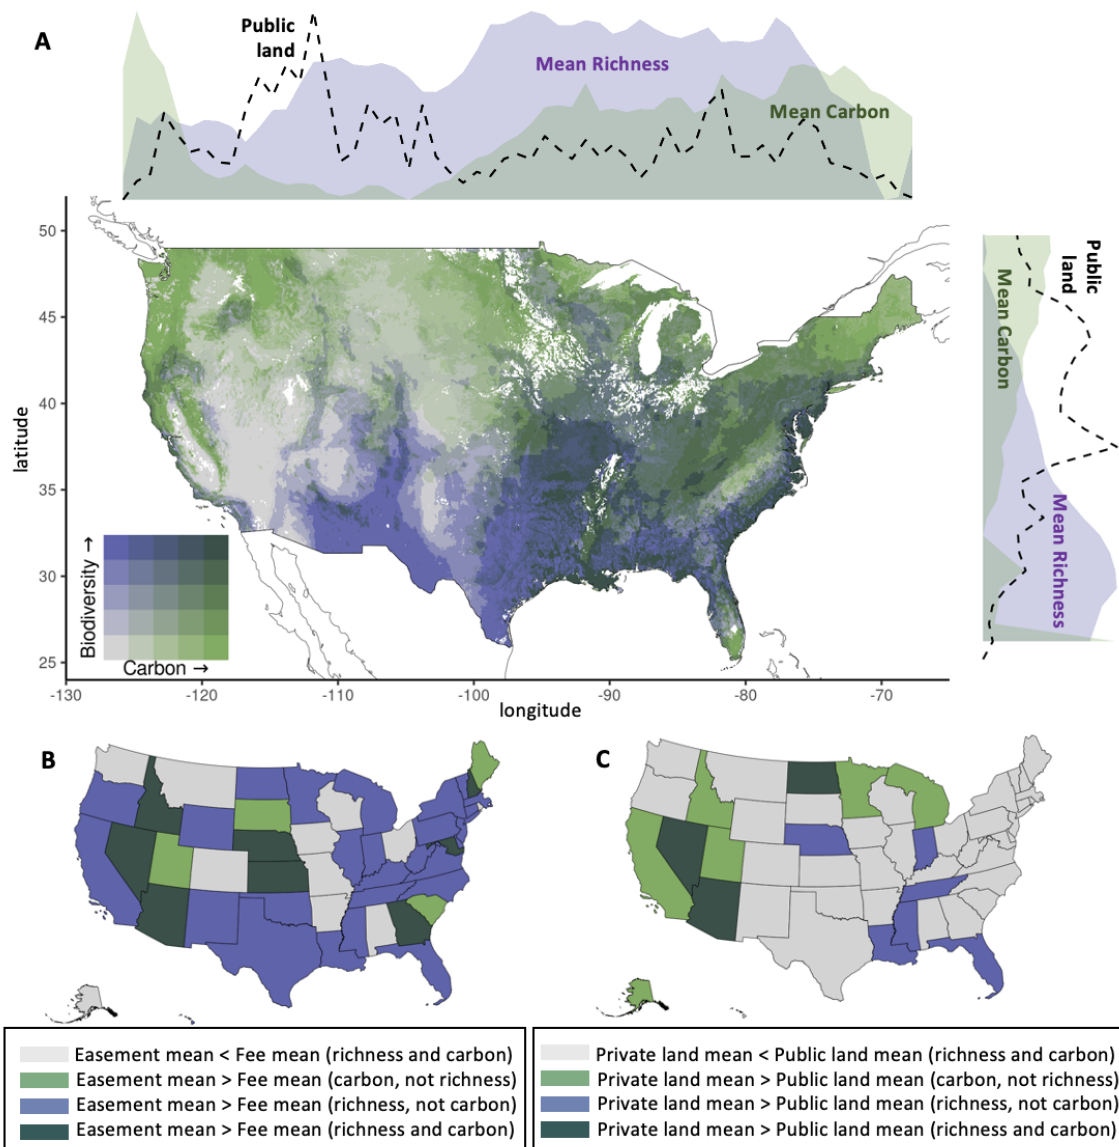 A
Public
land
Mean Richness
Mean Carbon
50
45
40
35
30
25
latitude
-130
-120
-110
-100
-90
-80
-70
longitude
Biodiversity →
Carbon →
Public
land
Mean Carbon
Mean Richness
B
C
Easement mean < Fee mean (richness and carbon)
Easement mean > Fee mean (carbon, not richness)
Easement mean > Fee mean (richness, not carbon)
Easement mean > Fee mean (richness and carbon)
Private land mean < Public land mean (richness and carbon)
Private land mean > Public land mean (carbon, not richness)
Private land mean > Public land mean (richness, not carbon)
Private land mean > Public land mean (richness and carbon)